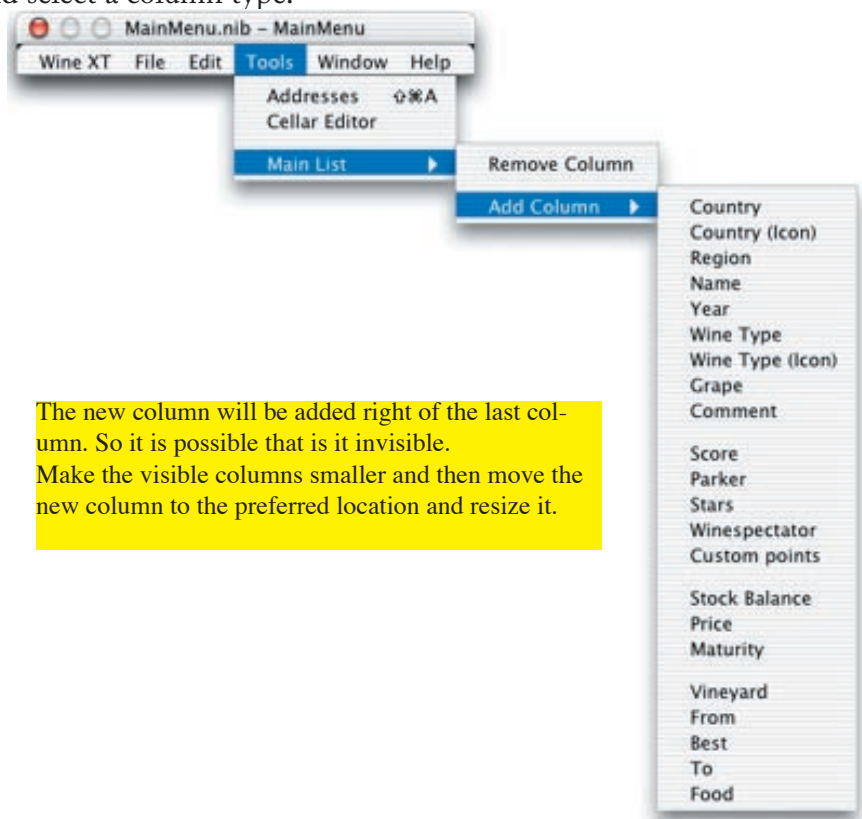 nd select a column type.
MainMenu.nib – MainMenu
Wine XT File Edit Tools Window Help
Addresses ⇧⌘A
Cellar Editor
Main List
Remove Column
Add Column
Country
Country (Icon)
Region
Name
Year
Wine Type
Wine Type (Icon)
Grape
Comment
Score
Parker
Stars
Winespectator
Custom points
Stock Balance
Price
Maturity
Vineyard
From
Best
To
Food
The new column will be added right of the last col-
umn. So it is possible that is it invisible.
Make the visible columns smaller and then move the
new column to the preferred location and resize it.